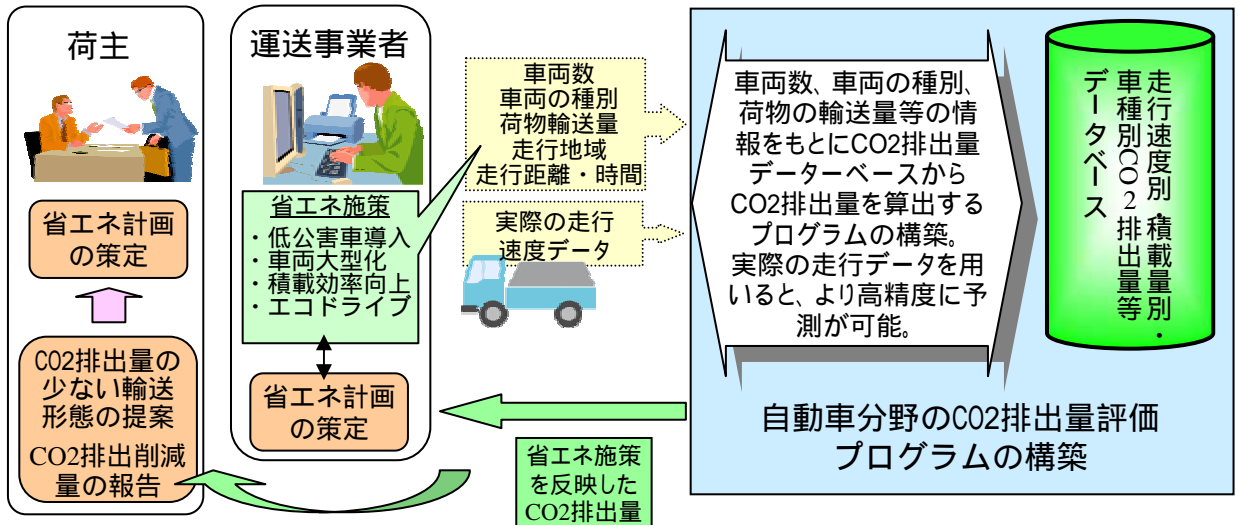 荷主
省エネ計画
の策定
CO2排出量の
少ない輸送
形態の提案
CO2排出削減
量の報告
運送事業者
省エネ施策
・低公害車導入
・車両大型化
・積載効率向上
・エコドライブ
省エネ計画
の策定
車両数
車両の種別
荷物輸送量
走行地域
走行距離・時間
実際の走行
速度データ
省エネ施策
を反映した
CO2排出量
車両数、車両の種別、
荷物の輸送量等の情
報をもとにCO2排出量
データーベースから
CO2排出量を算出する
プログラムの構築。
実際の走行データを用
いると、より高精度に予
測が可能。
走行速度別・積載量別・
車種別CO2排出量等
データベース
自動車分野のCO2排出量評価
プログラムの構築